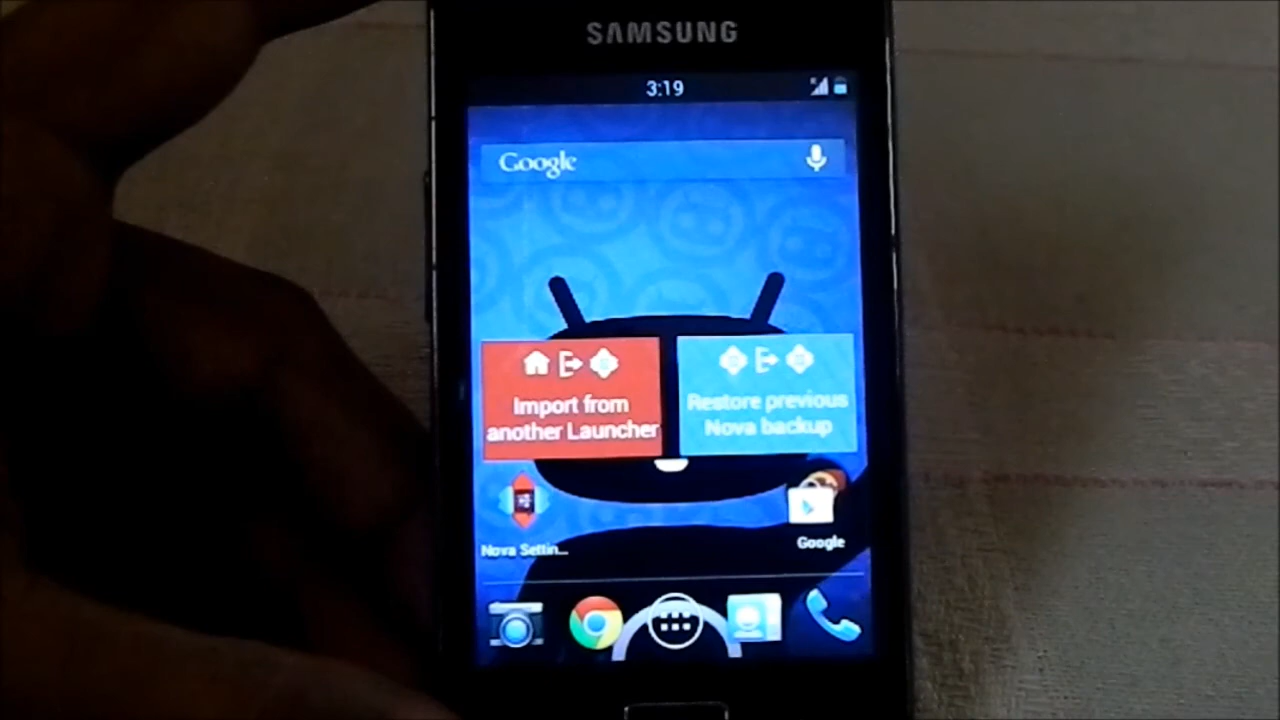 SAMSUNG
3:19
Google
Import from
another Launcher
Restore previous
Nova backup
Nova Settin...
Google